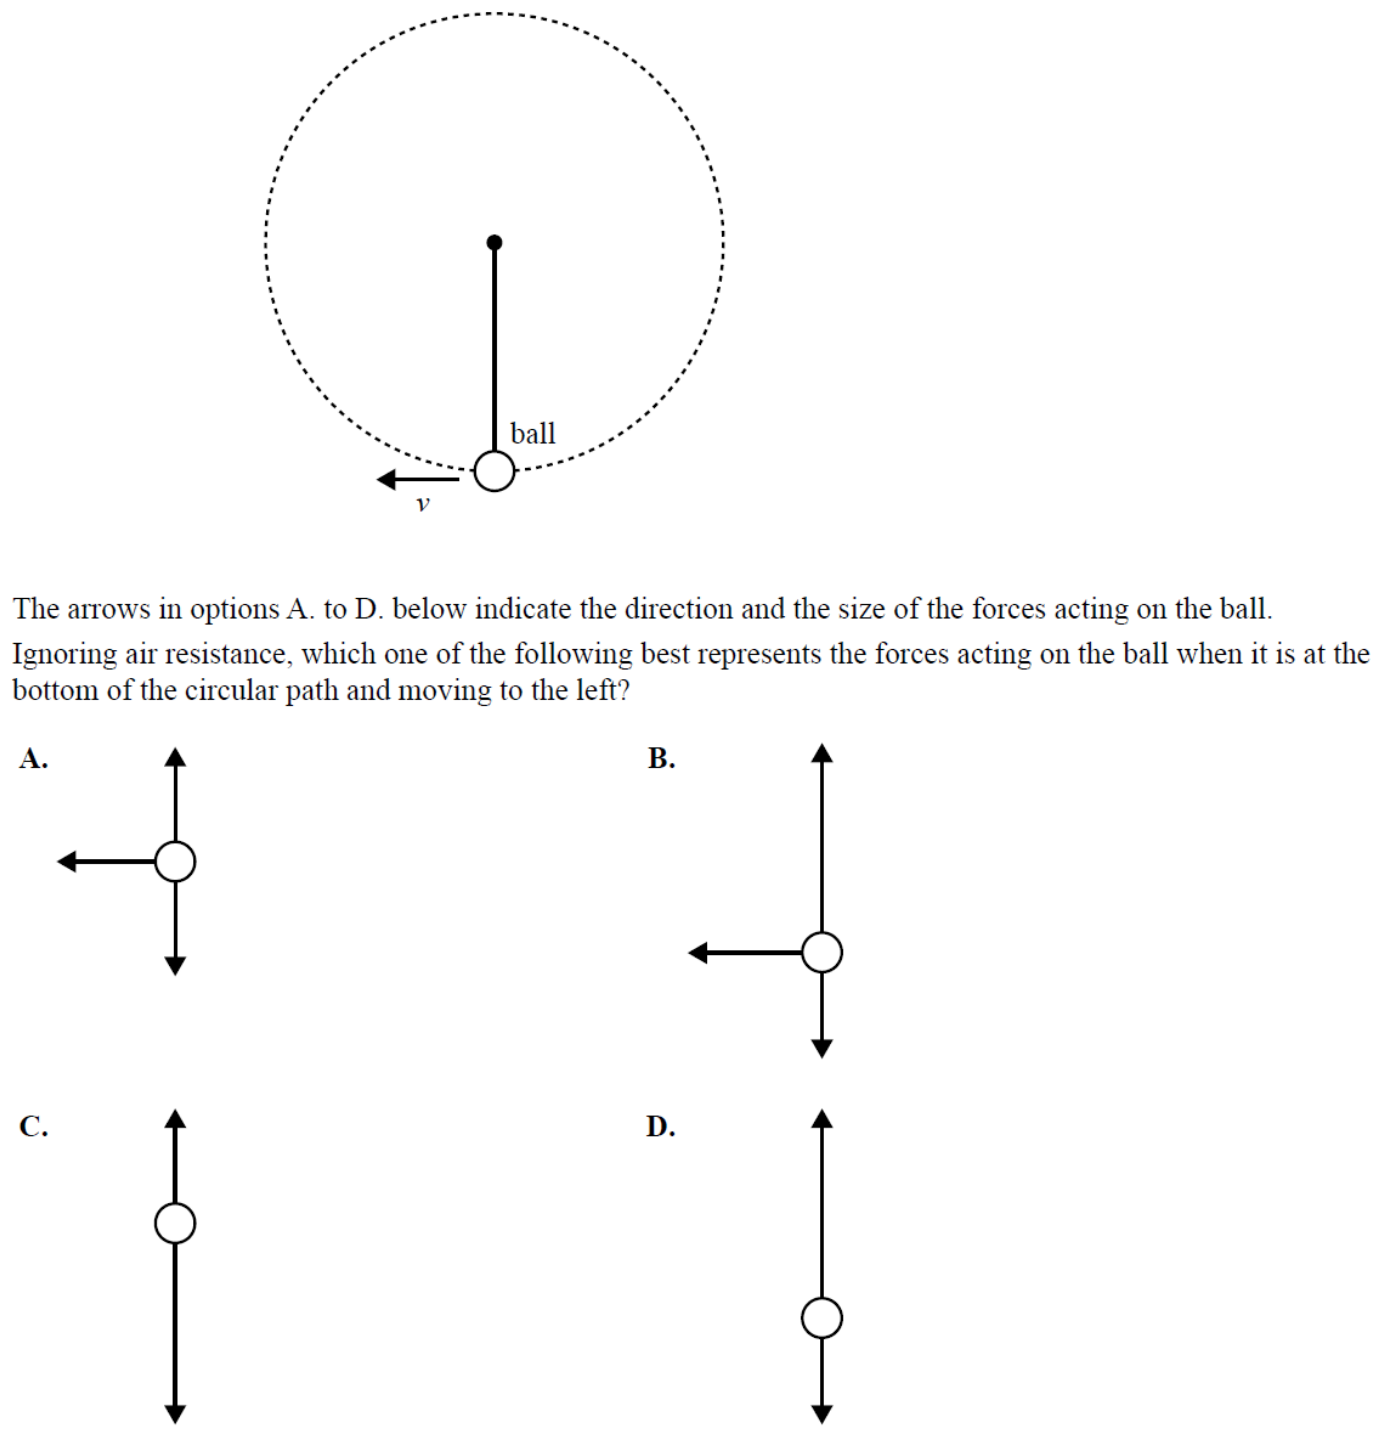 ball
v
The arrows in options A. to D. below indicate the direction and the size of the forces acting on the ball.
Ignoring air resistance, which one of the following best represents the forces acting on the ball when it is at the
bottom of the circular path and moving to the left?
A.
B.
C.
D.